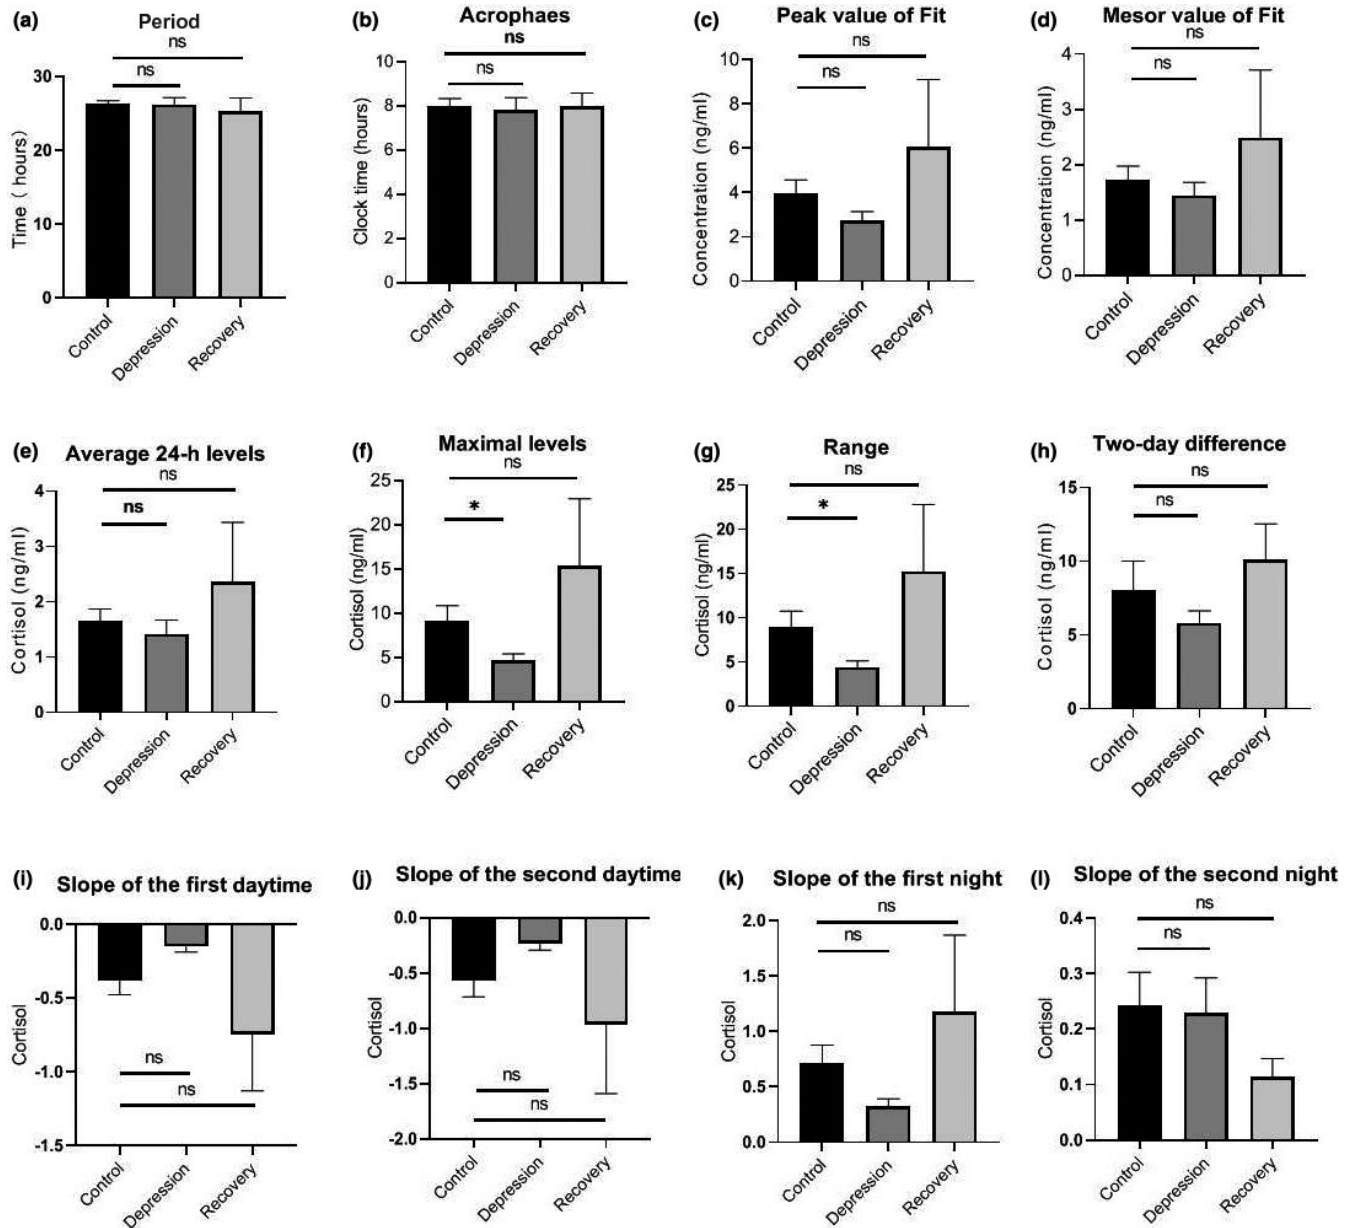 (a)
Period
ns
ns
30
20
10
0
Time ( hours)
Control
Depression
Recovery
(b)
Acrophaes
ns
ns
10
8
6
4
2
0
Clock time (hours)
Control
Depression
Recovery
(c)
Peak value of Fit
ns
ns
10
8
6
4
2
0
Concentration (ng/ml)
Control
Depression
Recovery
(d)
Mesor value of Fit
ns
ns
4
3
2
1
0
Concentration (ng/ml)
Control
Depression
Recovery
(e)
Average 24-h levels
ns
ns
4
3
2
1
0
Cortisol (ng/ml)
Control
Depression
Recovery
(f)
Maximal levels
ns
*
25
20
15
10
5
0
Cortisol (ng/ml)
Control
Depression
Recovery
(g)
Range
ns
*
25
20
15
10
5
0
Cortisol (ng/ml)
Control
Depression
Recovery
(h)
Two-day difference
ns
ns
15
10
5
0
Cortisol (ng/ml)
Control
Depression
Recovery
(i)
Slope of the first daytime
0.0
-0.5
-1.0
-1.5
Cortisol
ns
ns
Control
Depression
Recovery
(j)
Slope of the second daytime
0.0
-0.5
-1.0
-1.5
-2.0
Cortisol
ns
ns
Control
Depression
Recovery
(k)
Slope of the first night
ns
ns
2.0
1.5
1.0
0.5
0.0
Cortisol
Control
Depression
Recovery
(l)
Slope of the second night
ns
ns
0.4
0.3
0.2
0.1
0.0
Cortisol
Control
Depression
Recovery